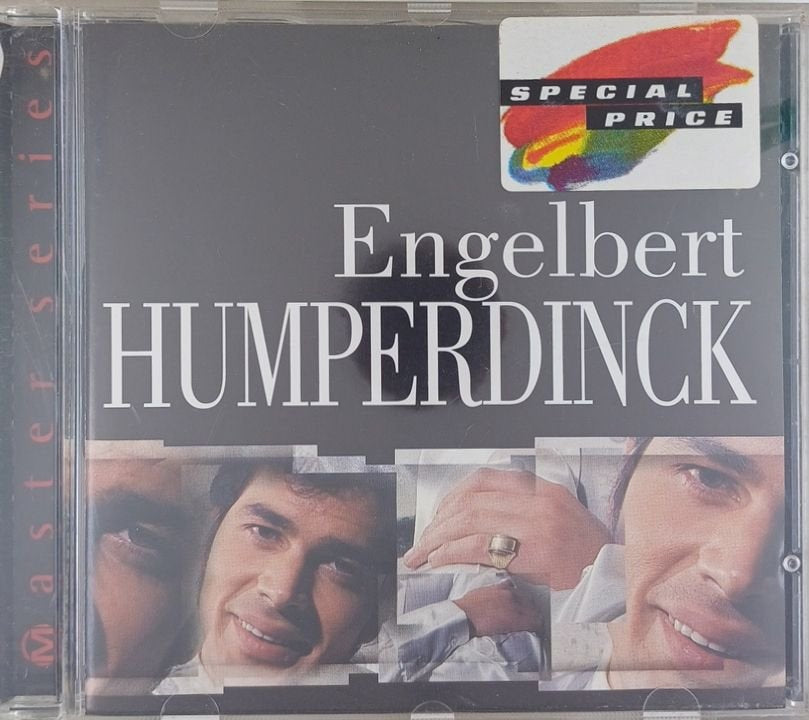 Master series
SPECIAL
PRICE
Engelbert
HUMPERDINCK